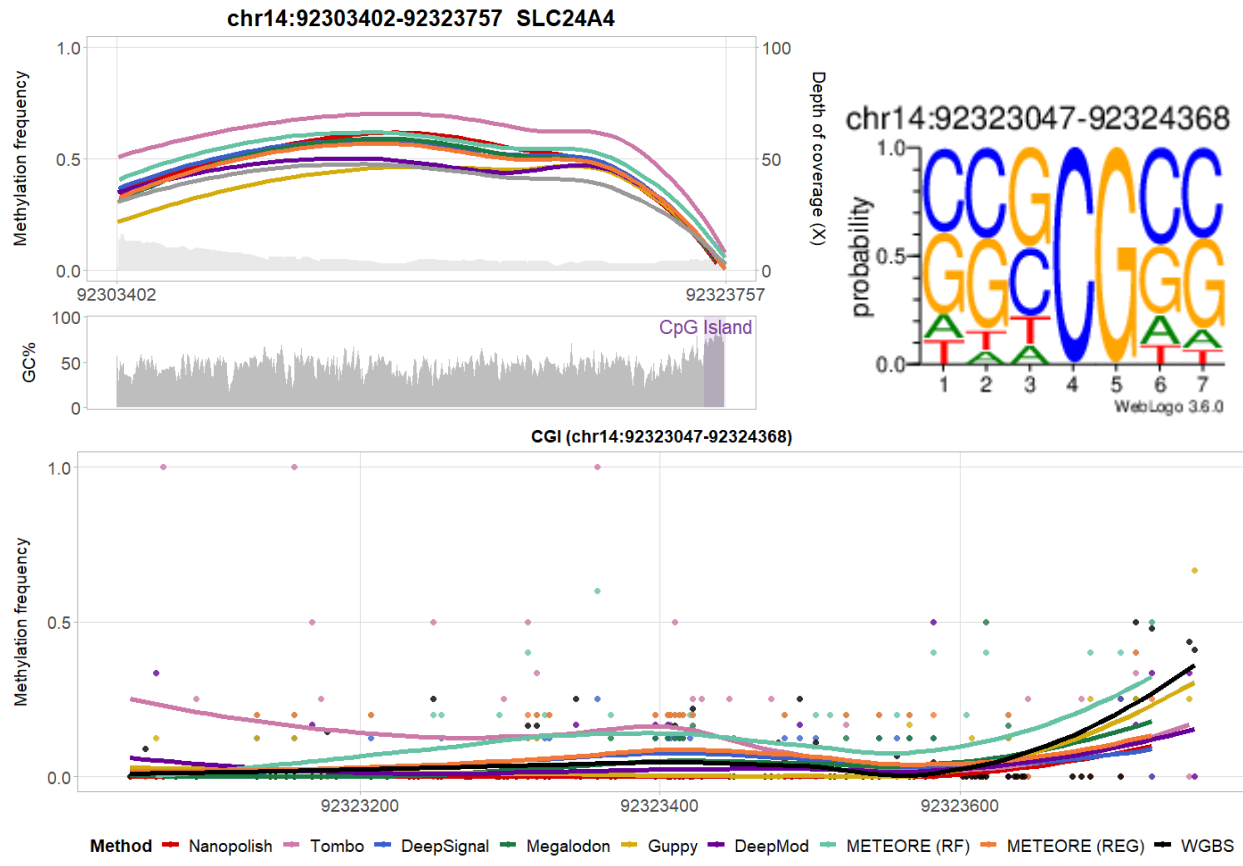 chr14:92303402-92323757 SLC24A4
1.0
0.5
0.0
Methylation frequency
100
50
0
Depth of coverage (X)
92303402
92323757
CpG Island
100
50
0
GC%
chr14:92323047-92324368
1.0
0.5
0.0
probability
C C G C G C C
G G C G G
A T T A A
T A A T T
1 2 3 4 5 6 7
WebLogo 3.6.0
CGI (chr14:92323047-92324368)
1.0
0.5
0.0
Methylation frequency
92323200
92323400
92323600
Method Nanopolish Tombo DeepSignal Megalodon Guppy DeepMod METEORE (RF) METEORE (REG) WGBS